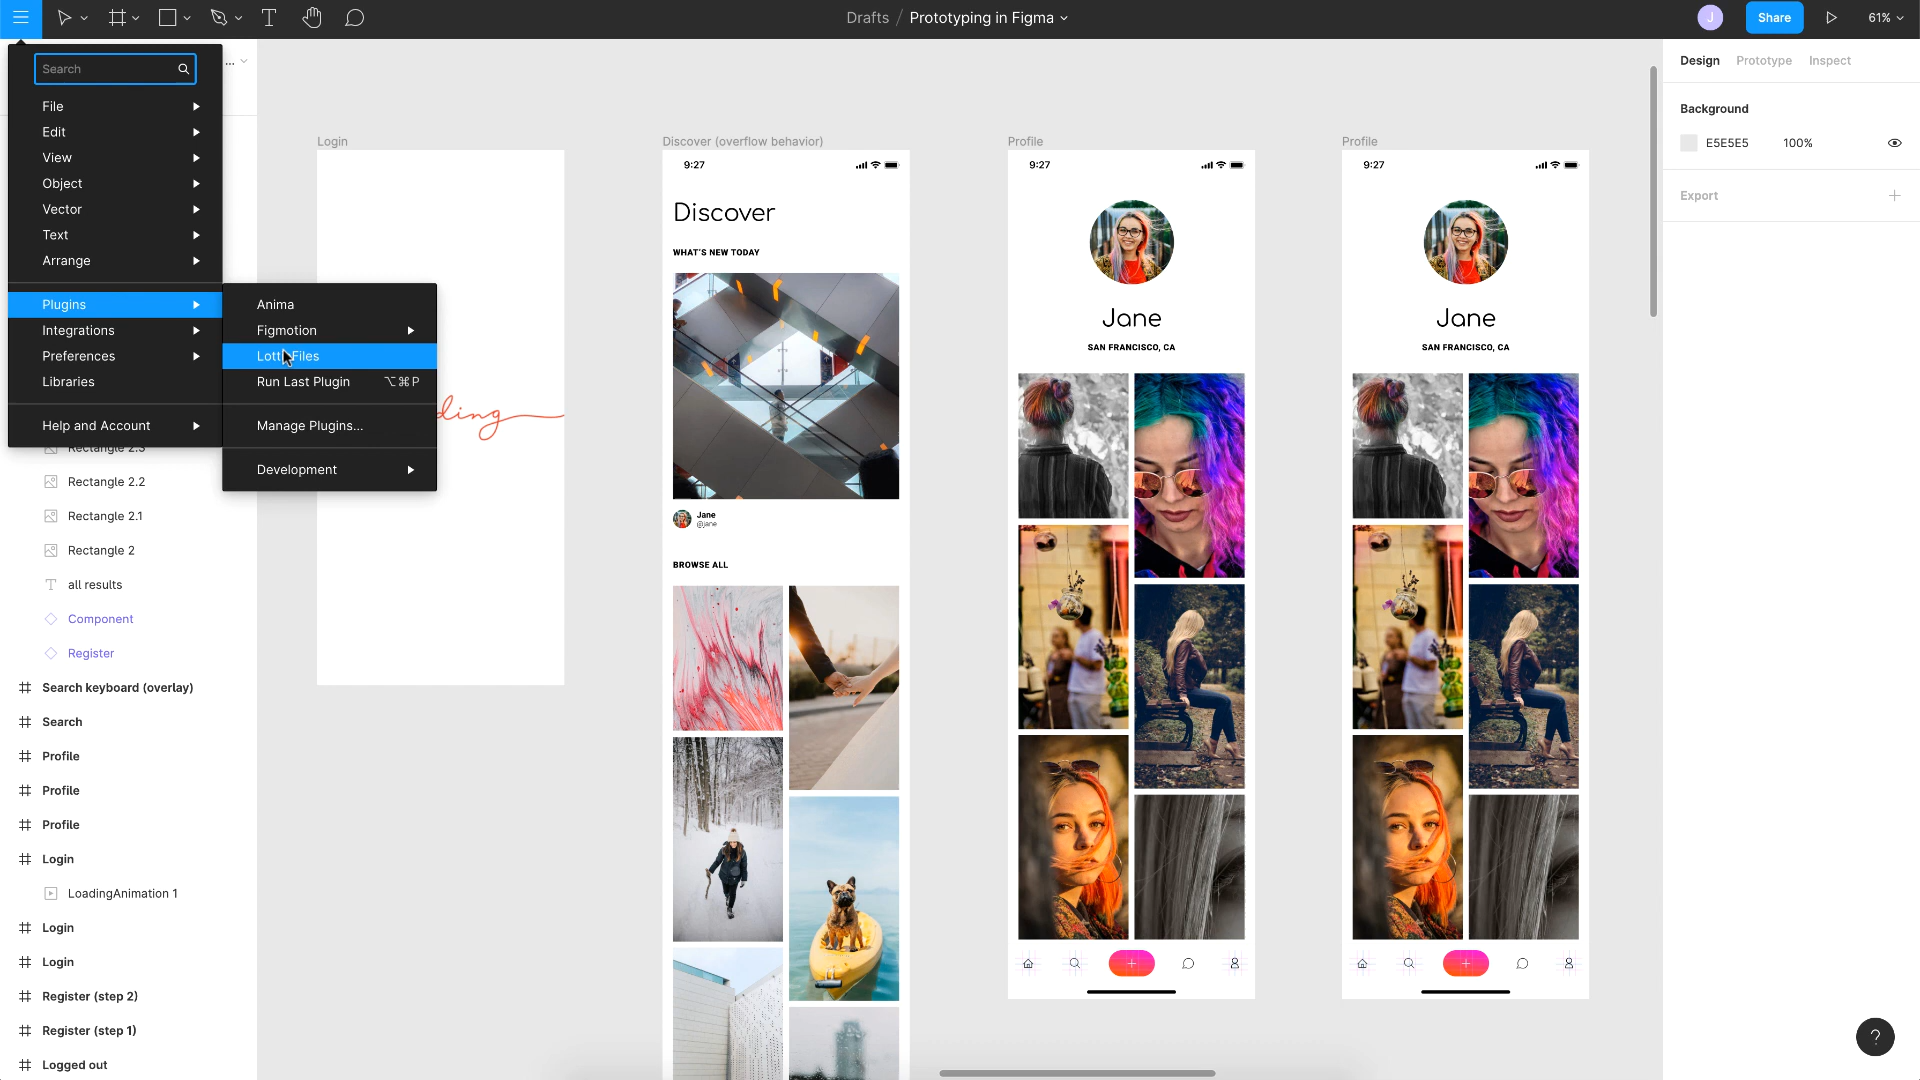 Drafts / Prototyping in Figma
J
Share
61%
Search
...
File
Edit
View
Object
Vector
Text
Arrange
Plugins
Integrations
Preferences
Libraries
Help and Account
Anima
Figmotion
LottieFiles
Run Last Plugin ⌥⌘P
Manage Plugins...
Development
Rectangle 2.3
Rectangle 2.2
Rectangle 2.1
Rectangle 2
all results
Component
Register
Search keyboard (overlay)
Search
Profile
Profile
Profile
Login
LoadingAnimation 1
Login
Login
Register (step 2)
Register (step 1)
Logged out
Login
ding
Discover (overflow behavior)
9:27
Discover
WHAT'S NEW TODAY
Jane
@jane
BROWSE ALL
Profile
9:27
Jane
SAN FRANCISCO, CA
Profile
9:27
Jane
SAN FRANCISCO, CA
Design Prototype Inspect
Background
E5E5E5 100%
Export
?